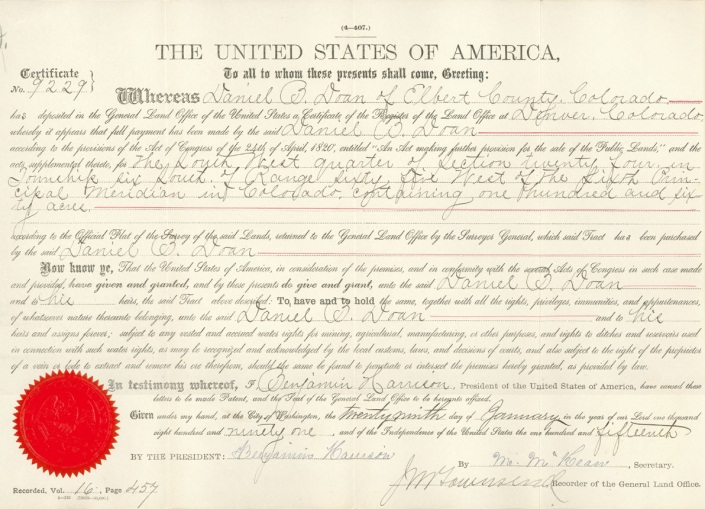 (4—407.)
THE UNITED STATES OF AMERICA,
Certificate
No. 9229
To all to whom these presents shall come, Greeting:
Whereas Daniel B. Doan of Elbert County, Colorado
has deposited in the General Land Office of the United States a Certificate of the Register of the Land Office at Denver, Colorado,
whereby it appears that full payment has been made by the said Daniel B. Doan
according to the provisions of the Act of Congress of the 24th of April, 1820, entitled "An Act making further provision for the sale of the Public Lands," and the
acts supplemental thereto, for the South West quarter of Section twenty four, in
Township six South, of Range sixty five West of the Sixth Prin-
cipal Meridian in Colorado, containing one hundred and six-
ty acres.
according to the Official Plat of the Survey of the said Lands, returned to the General Land Office by the Surveyor General, which said Tract has been purchased
by the said Daniel B. Doan
Now know ye, That the United States of America, in consideration of the premises, and in conformity with the several Acts of Congress in such case made
and provided, have given and granted, and by these presents do give and grant, unto the said Daniel B. Doan
and to his heirs, the said Tract above described: To have and to hold the same, together with all the rights, privileges, immunities, and appurtenances,
of whatsoever nature thereunto belonging, unto the said Daniel B. Doan and to his
heirs and assigns forever; subject to any vested and accrued water rights for mining, agricultural, manufacturing, or other purposes, and rights to ditches and reservoirs used
in connection with such water rights, as may be recognized and acknowledged by the local customs, laws, and decisions of courts, and also subject to the right of the proprietor
of a vein or lode to extract and remove his ore therefrom, should the same be found to penetrate or intersect the premises hereby granted, as provided by law.
In testimony whereof, I, Benjamin Harrison, President of the United States of America, have caused these
letters to be made Patent, and the Seal of the General Land Office to be hereunto affixed.
Given under my hand, at the City of Washington, the twenty ninth day of January, in the year of our Lord one thousand
eight hundred and ninety one, and of the Independence of the United States the one hundred and fifteenth
BY THE PRESIDENT: Benjamin Harrison
By M. McKean, Secretary.
J M Townsend Recorder of the General Land Office.
Recorded, Vol. 16, Page 457